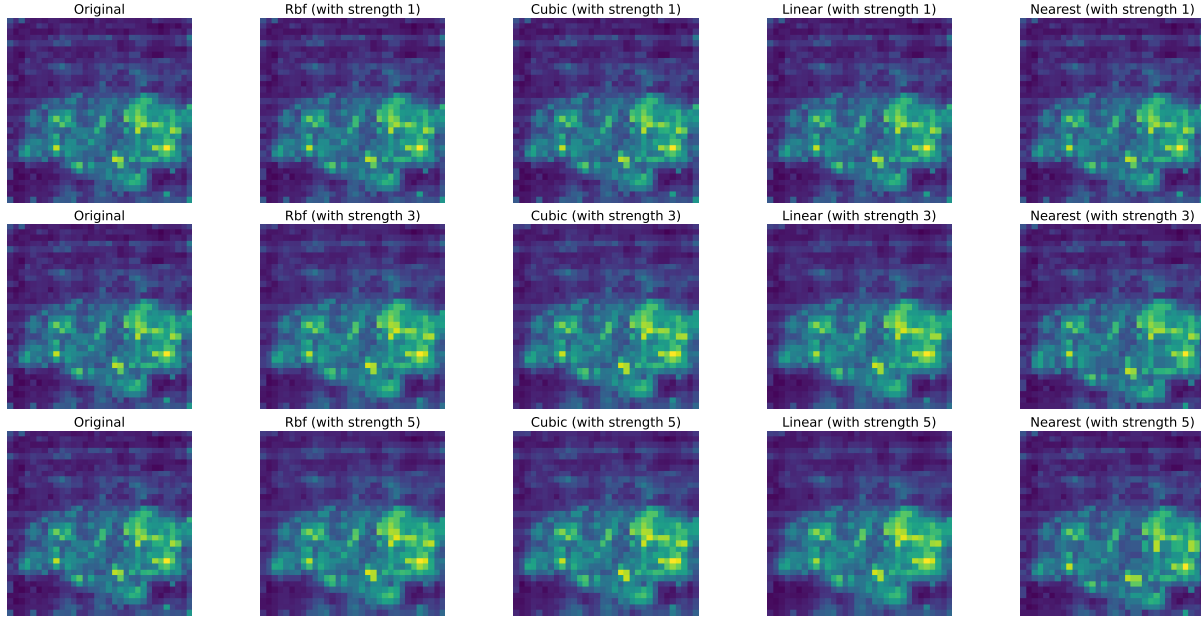 Original
Rbf (with strength 1)
Cubic (with strength 1)
Linear (with strength 1)
Nearest (with strength 1)
Original
Rbf (with strength 3)
Cubic (with strength 3)
Linear (with strength 3)
Nearest (with strength 3)
Original
Rbf (with strength 5)
Cubic (with strength 5)
Linear (with strength 5)
Nearest (with strength 5)